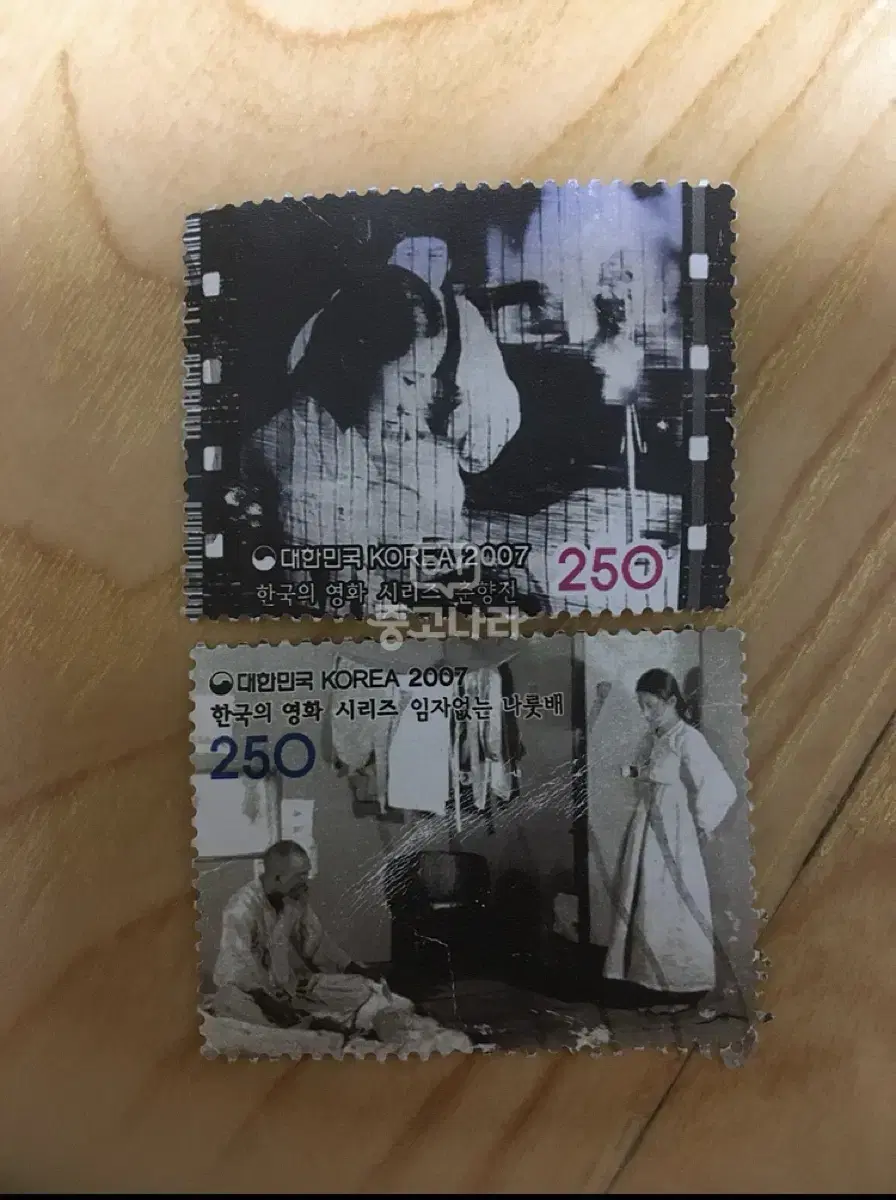 대한민국 KOREA 2007
250
한국의 영화 시리즈 춘향전
중고나라
대한민국 KOREA 2007
한국의 영화 시리즈 임자없는 나룻배
250